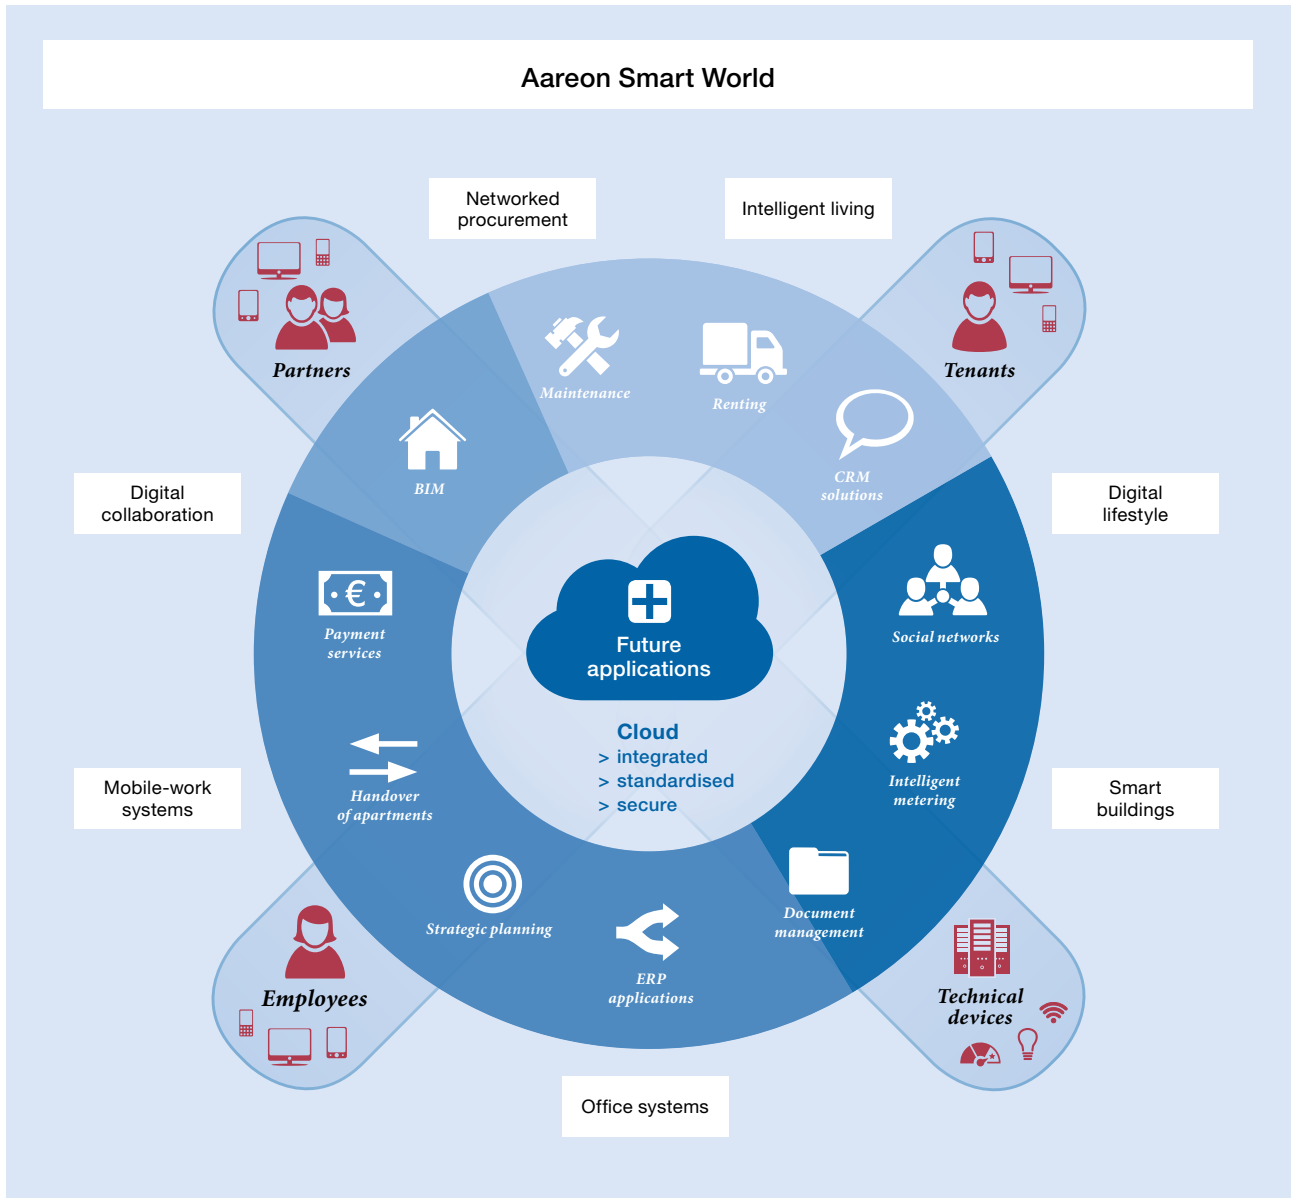 Aareon Smart World
Networked
procurement
Intelligent living
Partners
Tenants
Maintenance
Renting
CRM
solutions
BIM
Digital
collaboration
Digital
lifestyle
Payment
services
Social networks
Future
applications
Cloud
> integrated
> standardised
> secure
Handover
of apartments
Intelligent
metering
Mobile-work
systems
Smart
buildings
Strategic planning
Document
management
ERP
applications
Employees
Technical
devices
Office systems